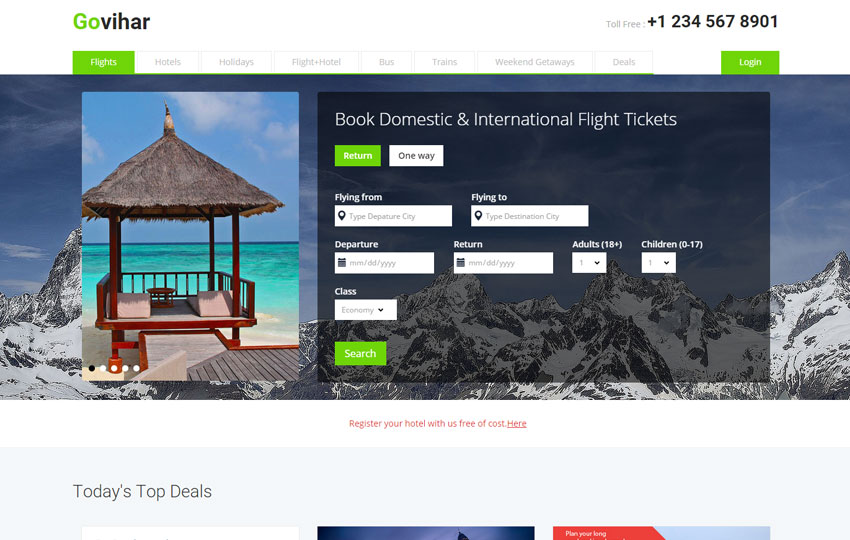 Govihar
Toll Free : +1 234 567 8901
Flights Hotels Holidays Flight+Hotel Bus Trains Weekend Getaways Deals Login
Book Domestic & International Flight Tickets
Return One way
Flying from Flying to
Type Depature City Type Destination City
Departure Return Adults (18+) Children (0-17)
mm/dd/yyyy mm/dd/yyyy 1 1
Class
Economy
Search
Register your hotel with us free of cost.Here
Today's Top Deals
Plan your long